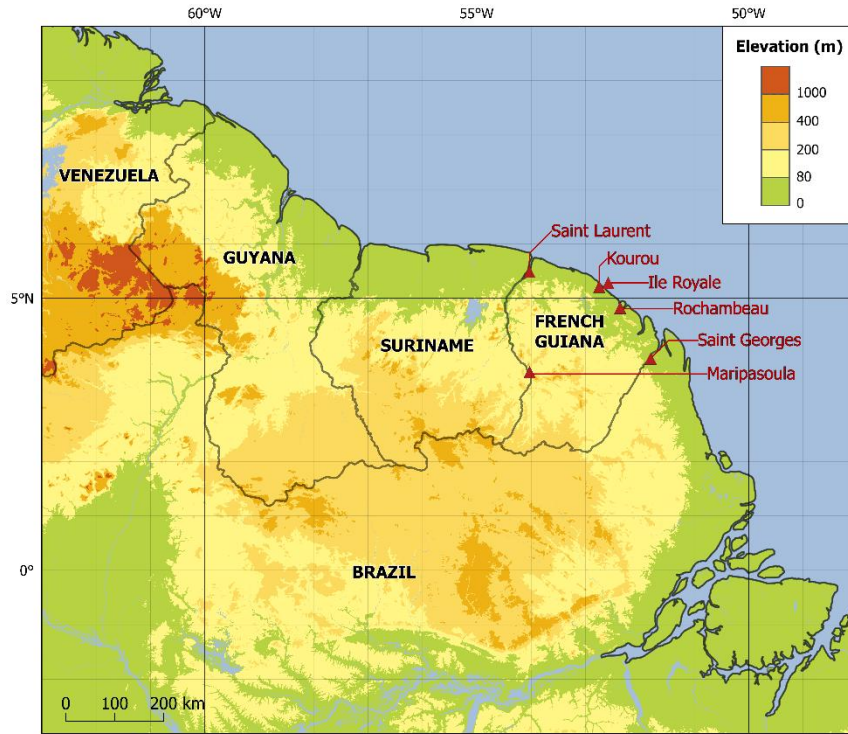 60°W
55°W
50°W
Elevation (m)
1000
400
200
80
0
VENEZUELA
GUYANA
Saint Laurent
Kourou
Ile Royale
5°N
Rochambeau
FRENCH
GUIANA
SURINAME
Saint Georges
Maripasoula
0°
BRAZIL
0 100 200 km